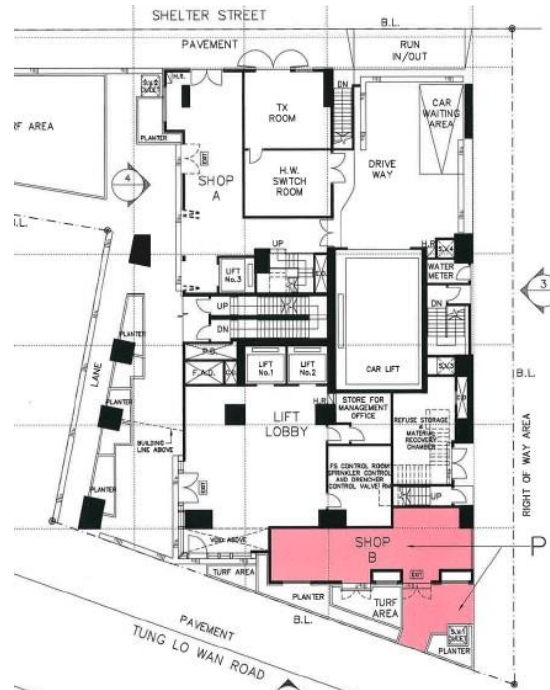 SHELTER STREET
B.L.
PAVEMENT
RUN
IN/OUT
H.R.
DN
TX
ROOM
CAR
WAITING
AREA
TURF AREA
PLANTER
EXIT
4
SHOP
A
H.W.
SWITCH
ROOM
DRIVE
WAY
B.L.
UP
H.R.
LIFT
No.3
WATER
METER
3
UP
DN
DN
B.L.
LANE
PLANTER
LIFT
No.1
LIFT
No.2
CAR LIFT
PLANTER
LIFT
LOBBY
H.R.
STORE FOR
MANAGEMENT
OFFICE
BUILDING
LINE ABOVE
REFUSE STORAGE
&
MATERIAL
RECOVERY
CHAMBER
RIGHT OF WAY AREA
FS CONTROL ROOM
SPRINKLER CONTROL
AND DRENCHER
CONTROL VALVE RM
PLANTER
EXIT
UP
VOID ABOVE
SHOP
B
P
TURF AREA
EXIT
PLANTER
TURF
AREA
B.L.
PLANTER
PAVEMENT
TUNG LO WAN ROAD